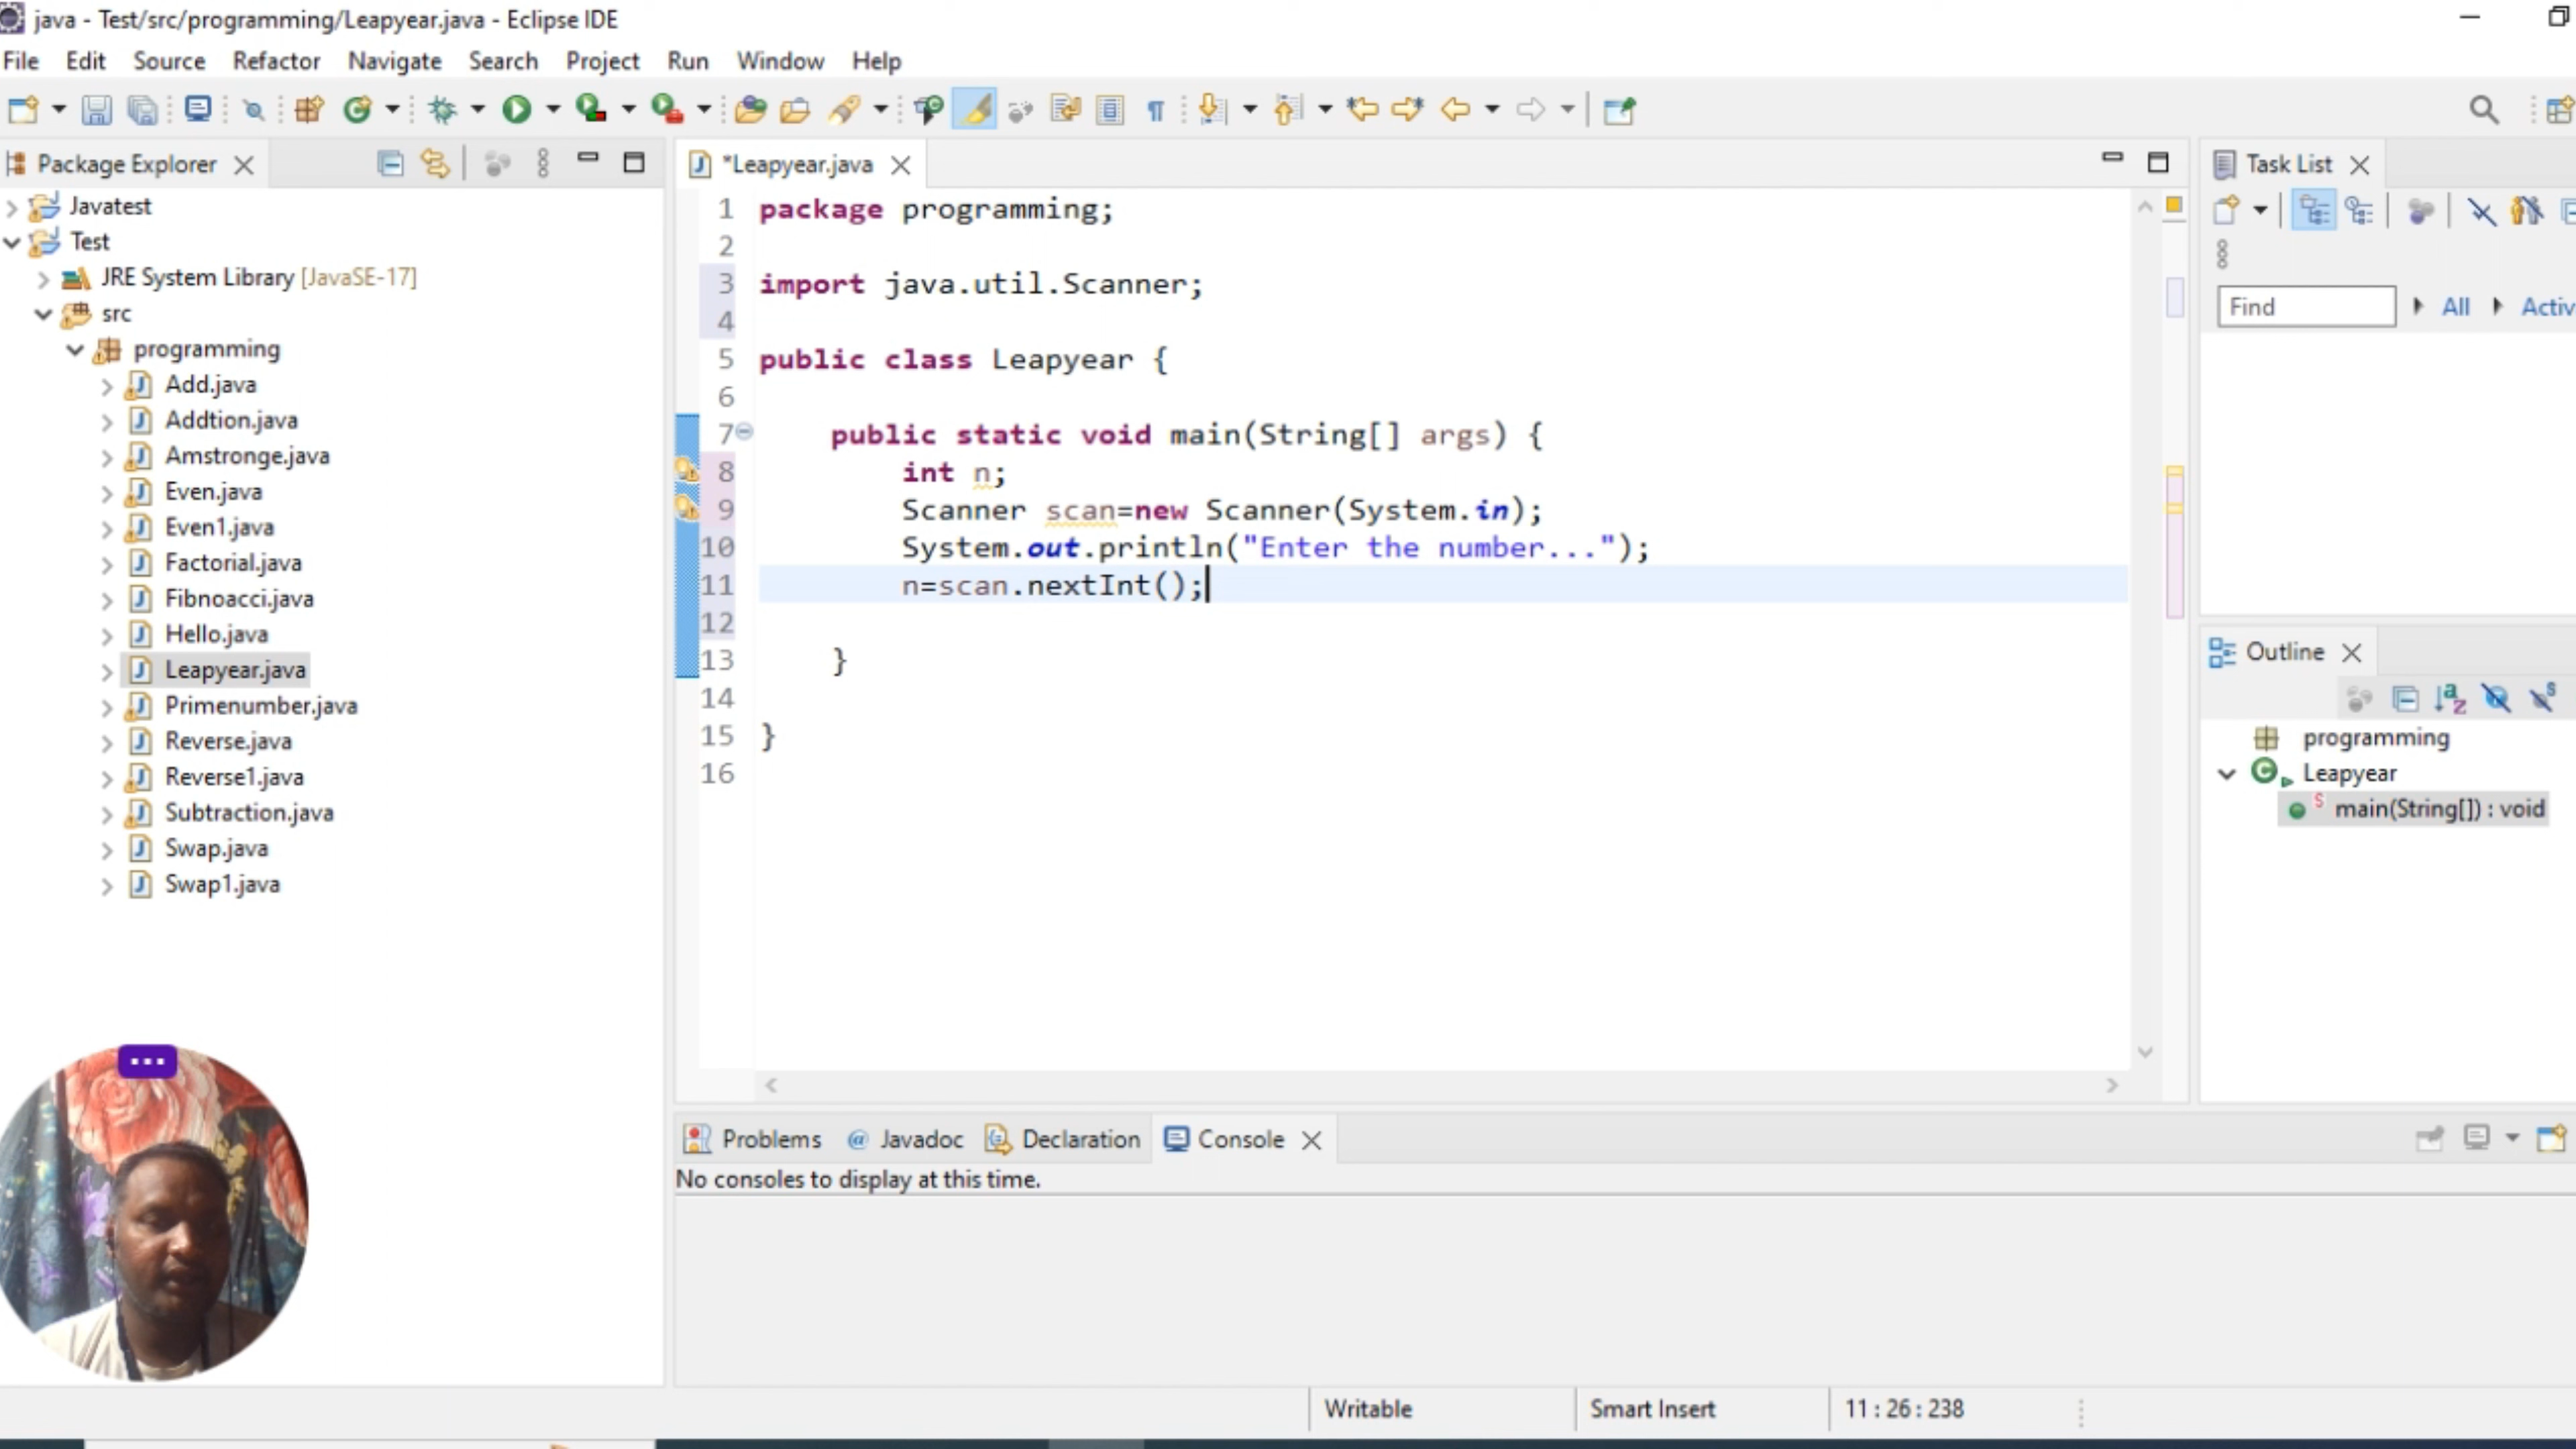 java - Test/src/programming/Leapyear.java - Eclipse IDE
File Edit Source Refactor Navigate Search Project Run Window Help
Package Explorer
Javatest
Test
JRE System Library [JavaSE-17]
src
programming
Add.java
Addtion.java
Amstronge.java
Even.java
Even1.java
Factorial.java
Fibnoacci.java
Hello.java
Leapyear.java
Primenumber.java
Reverse.java
Reverse1.java
Subtraction.java
Swap.java
Swap1.java
*Leapyear.java
1 package programming;
2
3 import java.util.Scanner;
4
5 public class Leapyear {
6
7 public static void main(String[] args) {
8 int n;
9 Scanner scan=new Scanner(System.in);
10 System.out.println("Enter the number...");
11 n=scan.nextInt();
12
13 }
14
15 }
16
Task List
Find All Activ
Outline
programming
Leapyear
main(String[]) : void
Problems Javadoc Declaration Console
No consoles to display at this time.
Writable Smart Insert 11 : 26 : 238